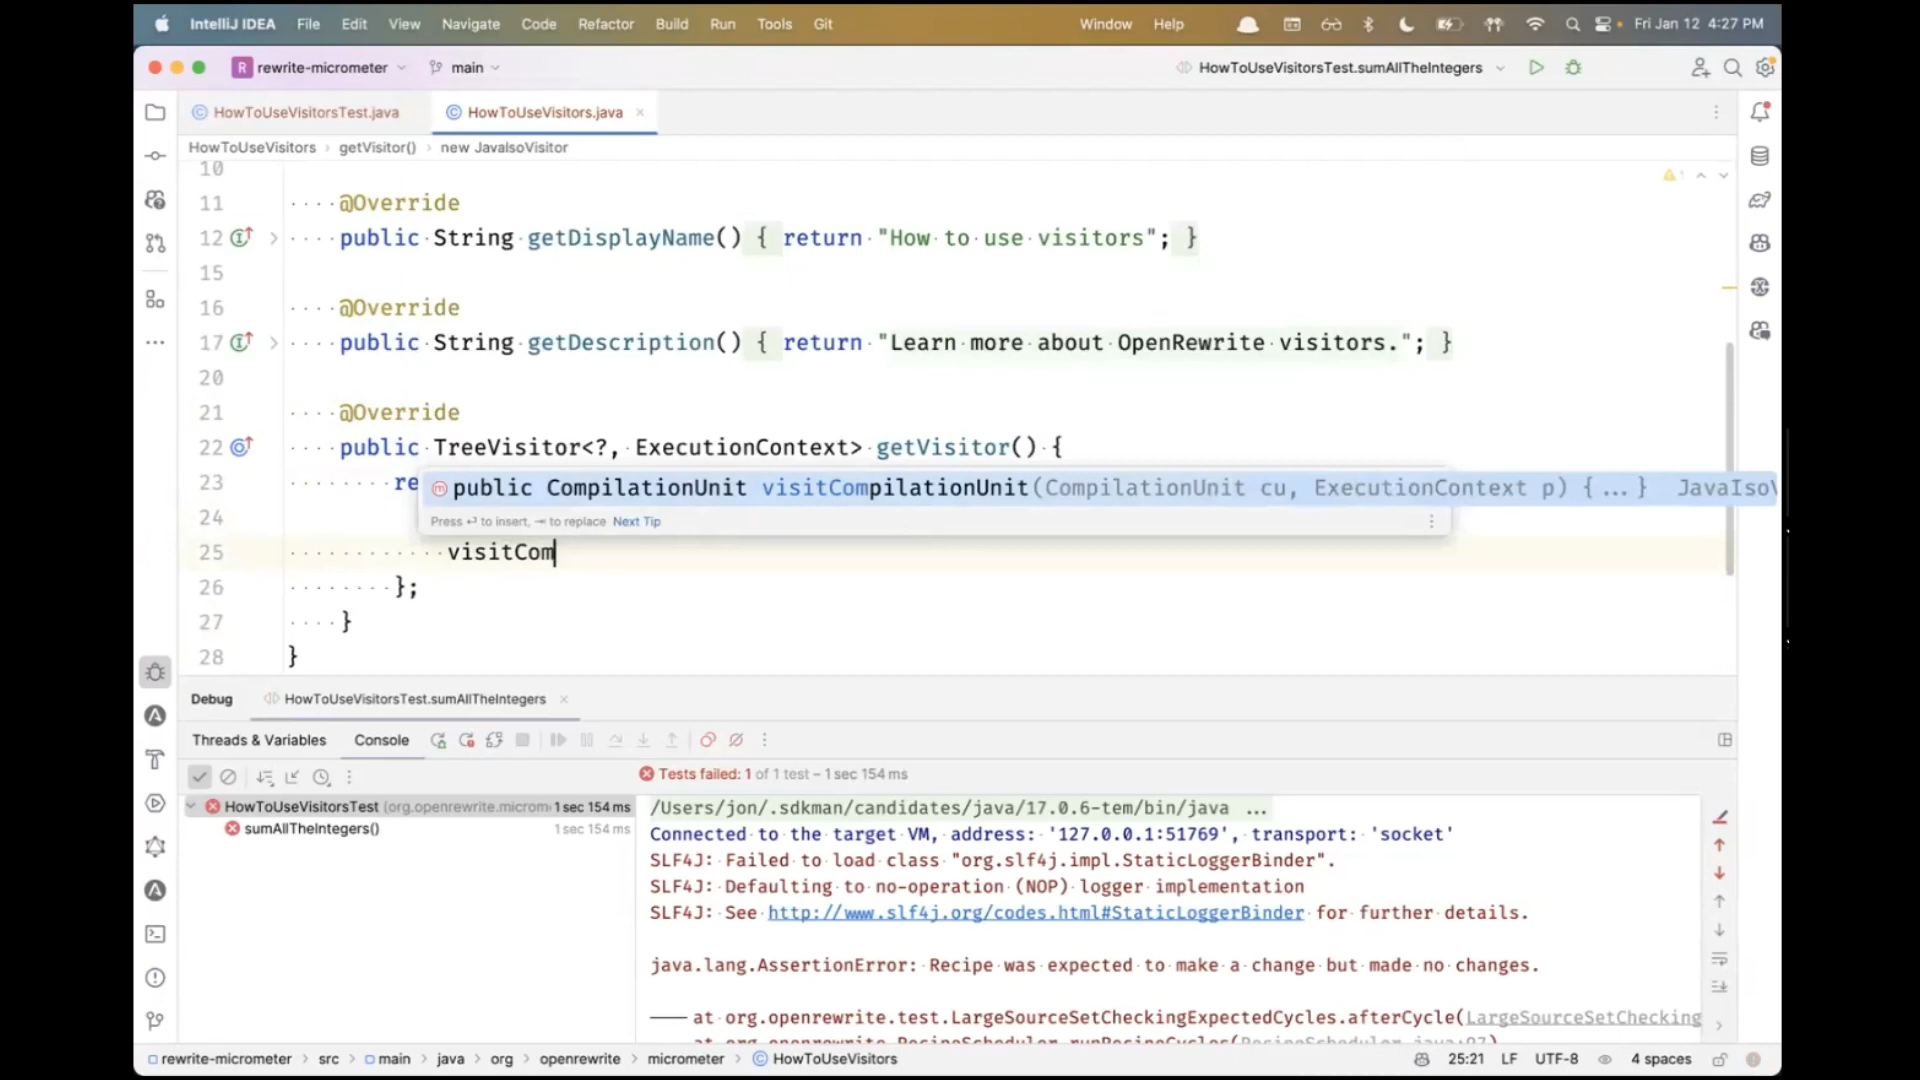 IntelliJ IDEA File Edit View Navigate Code Refactor Build Run Tools Git Window Help Fri Jan 12 4:27 PM
R rewrite-micrometer main HowToUseVisitorsTest.sumAllTheIntegers
HowToUseVisitorsTest.java HowToUseVisitors.java
HowToUseVisitors › getVisitor() › new JavaIsoVisitor
10
11 @Override
12 public String getDisplayName() { return "How to use visitors"; }
15
16 @Override
17 public String getDescription() { return "Learn more about OpenRewrite visitors."; }
20
21 @Override
22 public TreeVisitor<?, ExecutionContext> getVisitor() {
23 re
public CompilationUnit visitCompilationUnit(CompilationUnit cu, ExecutionContext p) {...} JavaIsoV
24
Press ↩ to insert, ⇥ to replace Next Tip
25 visitCom
26 };
27 }
28 }
Debug HowToUseVisitorsTest.sumAllTheIntegers
Threads & Variables Console
Tests failed: 1 of 1 test – 1 sec 154 ms
HowToUseVisitorsTest (org.openrewrite.microm 1 sec 154 ms
sumAllTheIntegers() 1 sec 154 ms
/Users/jon/.sdkman/candidates/java/17.0.6-tem/bin/java ...
Connected to the target VM, address: '127.0.0.1:51769', transport: 'socket'
SLF4J: Failed to load class "org.slf4j.impl.StaticLoggerBinder".
SLF4J: Defaulting to no-operation (NOP) logger implementation
SLF4J: See http://www.slf4j.org/codes.html#StaticLoggerBinder for further details.
java.lang.AssertionError: Recipe was expected to make a change but made no changes.
at org.openrewrite.test.LargeSourceSetCheckingExpectedCycles.afterCycle(LargeSourceSetChecking
rewrite-micrometer › src › main › java › org › openrewrite › micrometer › HowToUseVisitors 25:21 LF UTF-8 4 spaces